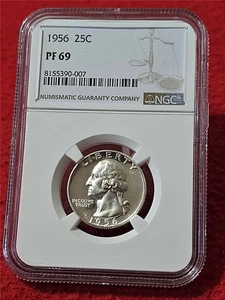 1956 25C
PF 69
8155390-007
NUMISMATIC GUARANTY COMPANY
NGC
LIBERTY
IN GOD WE
TRUST
1956